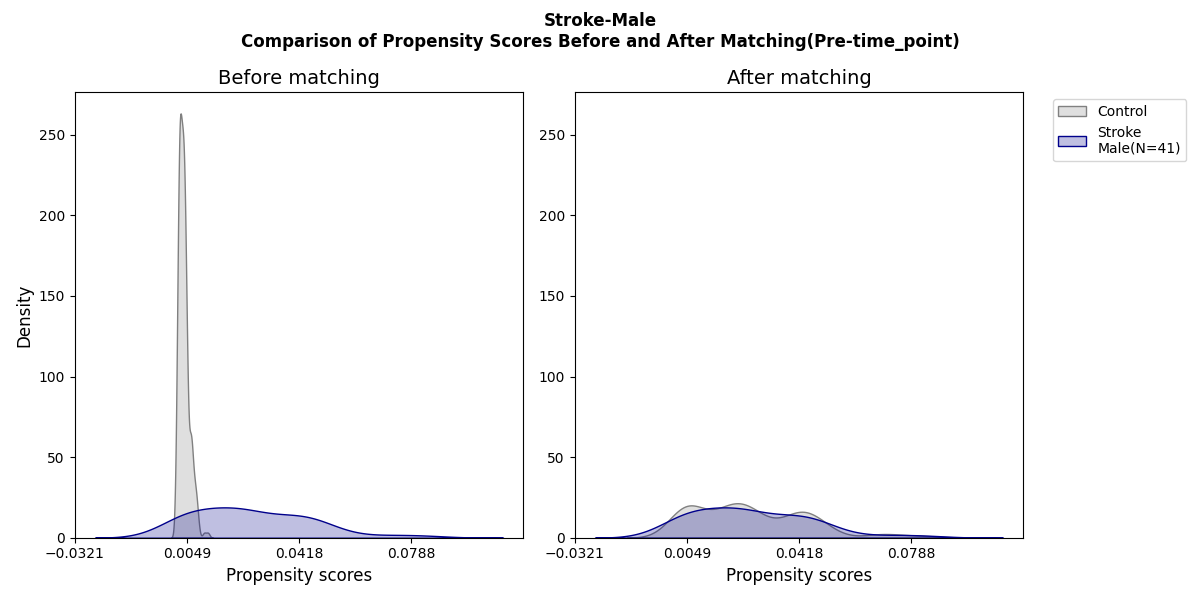 Stroke-Male
Comparison of Propensity Scores Before and After Matching(Pre-time_point)
Before matching
After matching
Density
250
200
150
100
50
0
−0.0321
0.0049
0.0418
0.0788
Propensity scores
250
200
150
100
50
0
−0.0321
0.0049
0.0418
0.0788
Propensity scores
Control
Stroke
Male(N=41)